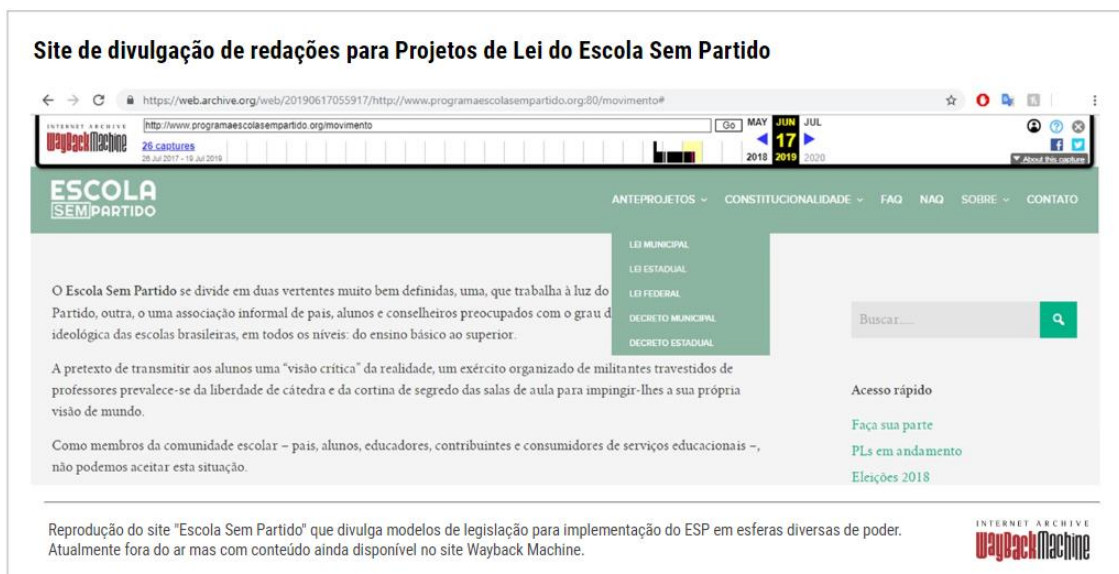 Site de divulgação de redações para Projetos de Lei do Escola Sem Partido
https://web.archive.org/web/20190617055917/http://www.programaescolasempartido.org:80/movimento#
INTERNET ARCHIVE
WayBackMachine
http://www.programaescolasempartido.org/movimento
Go
MAY JUN JUL
26 captures
17
26 Jul 2017 - 19 Jul 2019
2018 2019 2020
About this capture
ESCOLA
SEM PARTIDO
ANTEPROJETOS CONSTITUCIONALIDADE FAQ NAQ SOBRE CONTATO
LEI MUNICIPAL
LEI ESTADUAL
LEI FEDERAL
DECRETO MUNICIPAL
DECRETO ESTADUAL
O Escola Sem Partido se divide em duas vertentes muito bem definidas, uma, que trabalha à luz do
Partido, outra, o uma associação informal de pais, alunos e conselheiros preocupados com o grau d
ideológica das escolas brasileiras, em todos os níveis: do ensino básico ao superior.
A pretexto de transmitir aos alunos uma “visão crítica” da realidade, um exército organizado de militantes travestidos de
professores prevalece-se da liberdade de cátedra e da cortina de segredo das salas de aula para impingir-lhes a sua própria
visão de mundo.
Como membros da comunidade escolar – pais, alunos, educadores, contribuintes e consumidores de serviços educacionais –,
não podemos aceitar esta situação.
Buscar.....
Acesso rápido
Faça sua parte
PLs em andamento
Eleições 2018
Reprodução do site "Escola Sem Partido" que divulga modelos de legislação para implementação do ESP em esferas diversas de poder.
Atualmente fora do ar mas com conteúdo ainda disponível no site Wayback Machine.
INTERNET ARCHIVE
WayBackMachine